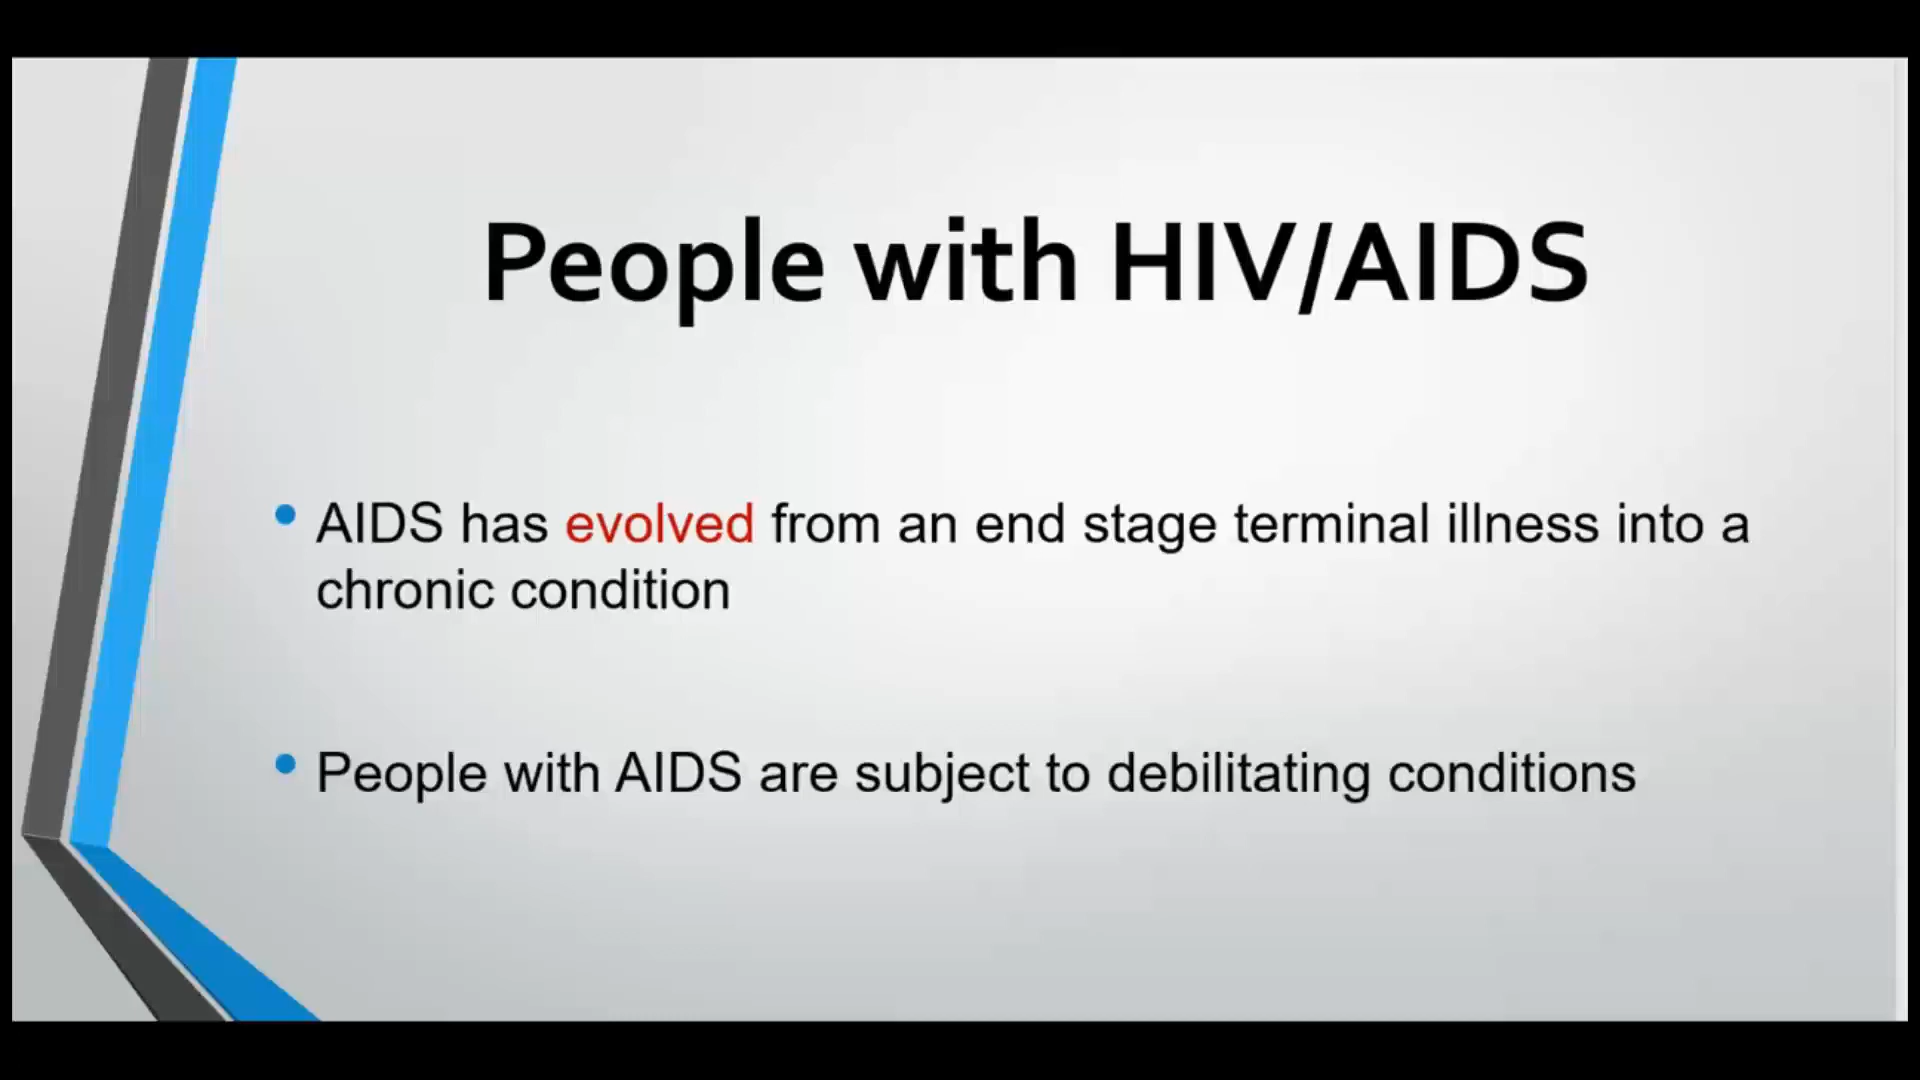 People with HIV/AIDS
• AIDS has evolved from an end stage terminal illness into a
chronic condition
• People with AIDS are subject to debilitating conditions